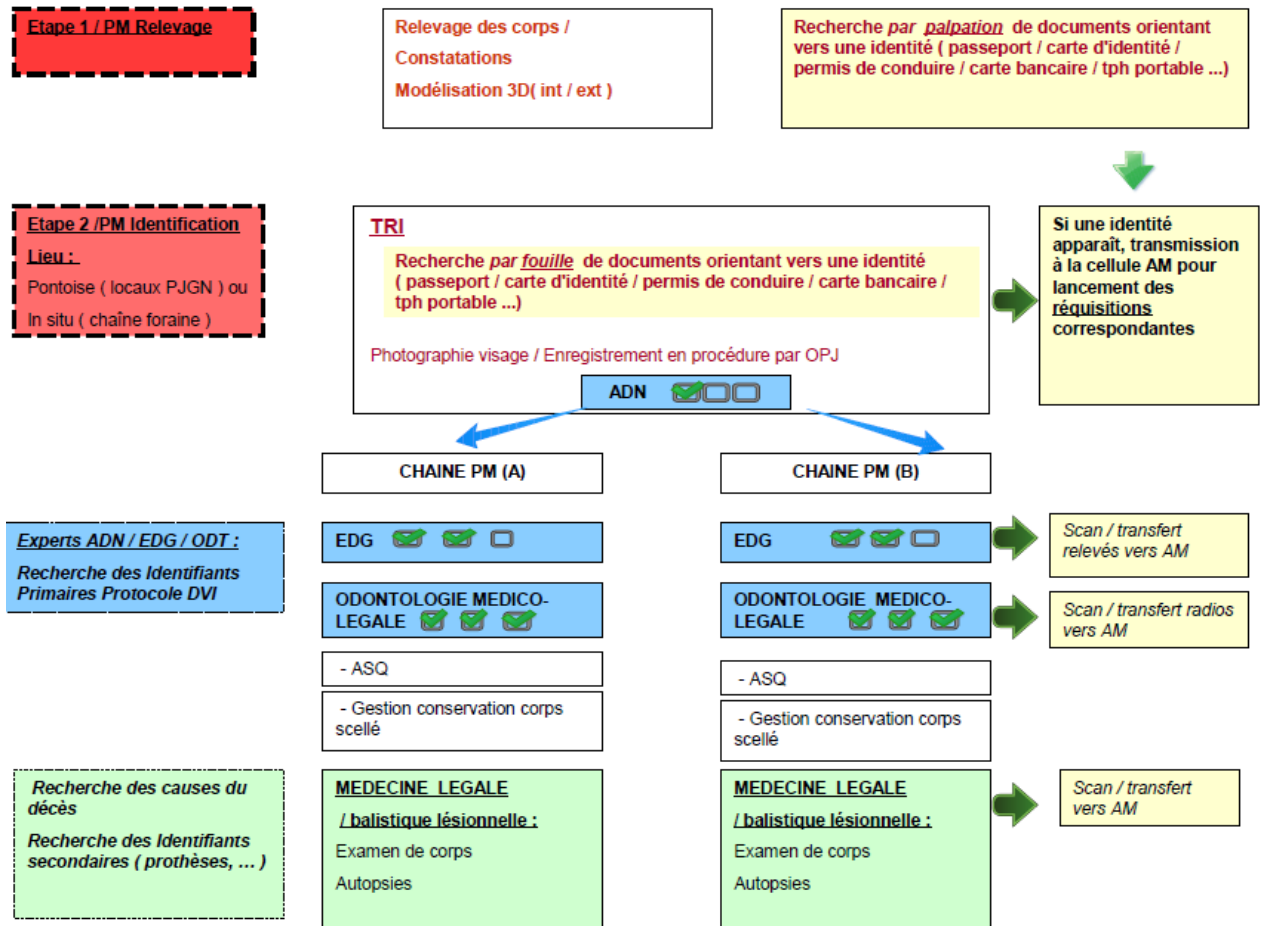 Etape 1 / PM Relevage
Relevage des corps /
Constatations
Modélisation 3D( int / ext )
Recherche par palpation de documents orientant
vers une identité ( passeport / carte d'identité /
permis de conduire / carte bancaire / tph portable ...)
Etape 2 /PM Identification
Lieu :
Pontoise ( locaux PJGN ) ou
In situ ( chaîne foraine )
TRI
Recherche par fouille de documents orientant vers une identité
( passeport / carte d'identité / permis de conduire / carte bancaire /
tph portable ...)
Photographie visage / Enregistrement en procédure par OPJ
ADN
Si une identité
apparaît, transmission
à la cellule AM pour
lancement des
réquisitions
correspondantes
CHAINE PM (A)
CHAINE PM (B)
Experts ADN / EDG / ODT :
Recherche des Identifiants
Primaires Protocole DVI
EDG
EDG
Scan / transfert
relevés vers AM
ODONTOLOGIE MEDICO-
LEGALE
ODONTOLOGIE MEDICO-
LEGALE
Scan / transfert radios
vers AM
- ASQ
- ASQ
- Gestion conservation corps
scellé
- Gestion conservation corps
scellé
Recherche des causes du
décès
Recherche des Identifiants
secondaires ( prothèses, ... )
MEDECINE LEGALE
/ balistique lésionnelle :
Examen de corps
Autopsies
MEDECINE LEGALE
/ balistique lésionnelle :
Examen de corps
Autopsies
Scan / transfert
vers AM